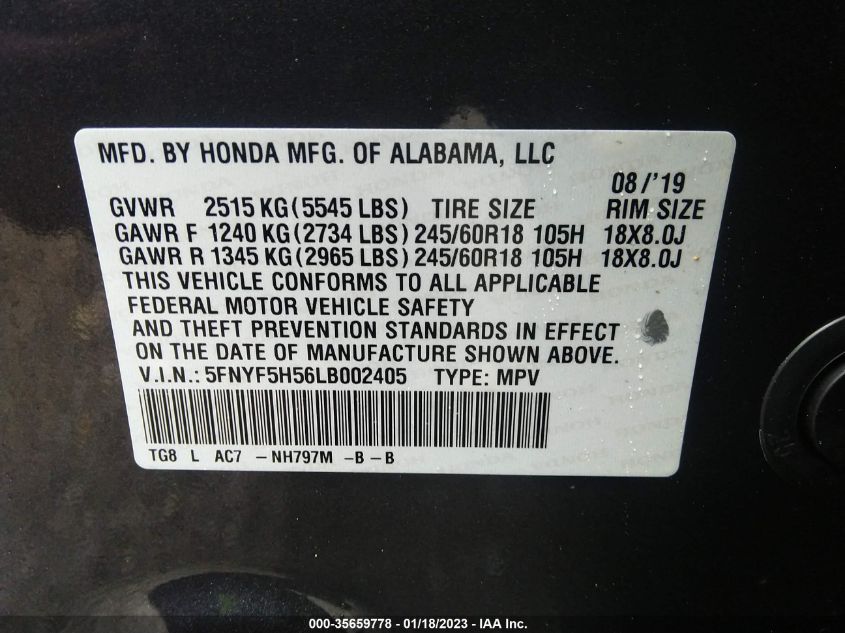 MFD. BY HONDA MFG. OF ALABAMA, LLC
08/'19
GVWR 2515 KG (5545 LBS) TIRE SIZE RIM SIZE
GAWR F 1240 KG (2734 LBS) 245/60R18 105H 18X8.0J
GAWR R 1345 KG (2965 LBS) 245/60R18 105H 18X8.0J
THIS VEHICLE CONFORMS TO ALL APPLICABLE
FEDERAL MOTOR VEHICLE SAFETY
AND THEFT PREVENTION STANDARDS IN EFFECT
ON THE DATE OF MANUFACTURE SHOWN ABOVE.
V.I.N.: 5FNYF5H56LB002405 TYPE: MPV
TG8 L AC7 -NH797M -B -B
000-35659778 - 01/18/2023 - IAA Inc.